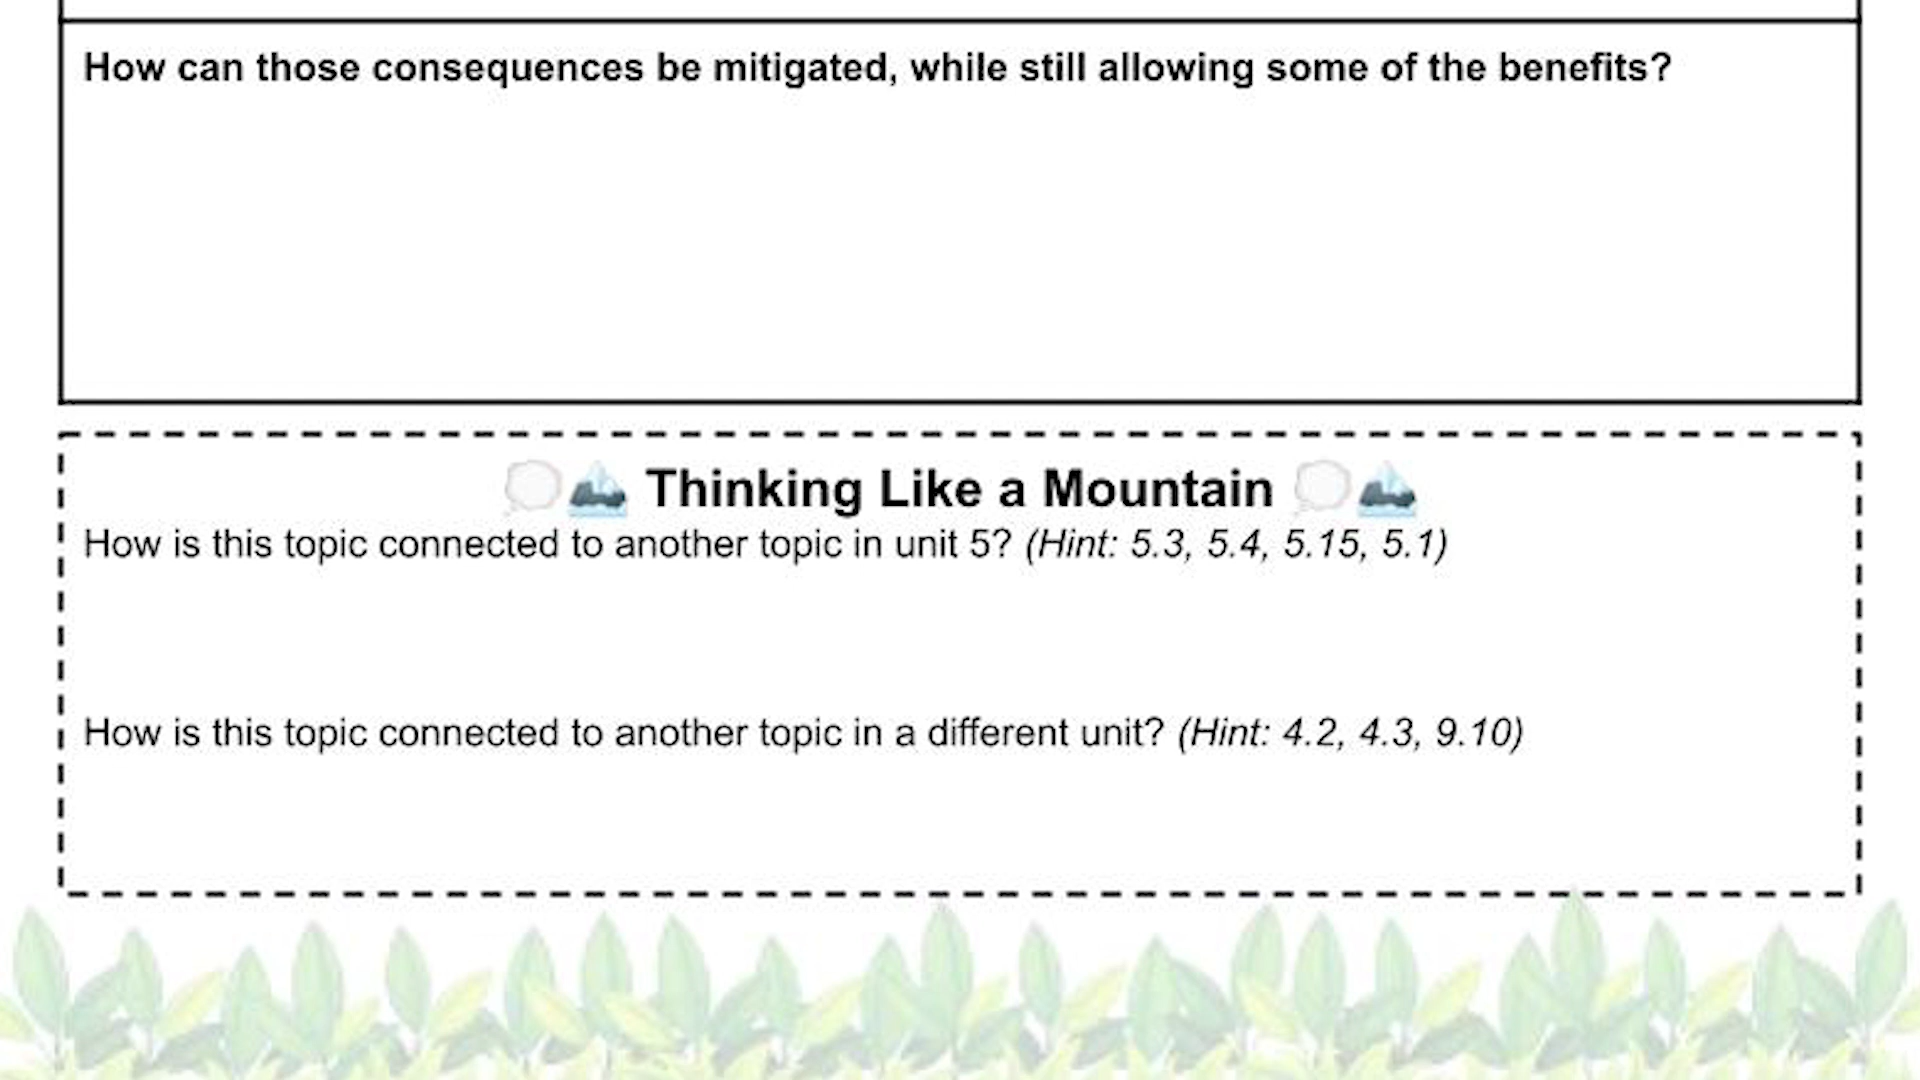 How can those consequences be mitigated, while still allowing some of the benefits?
Thinking Like a Mountain
How is this topic connected to another topic in unit 5? (Hint: 5.3, 5.4, 5.15, 5.1)
How is this topic connected to another topic in a different unit? (Hint: 4.2, 4.3, 9.10)